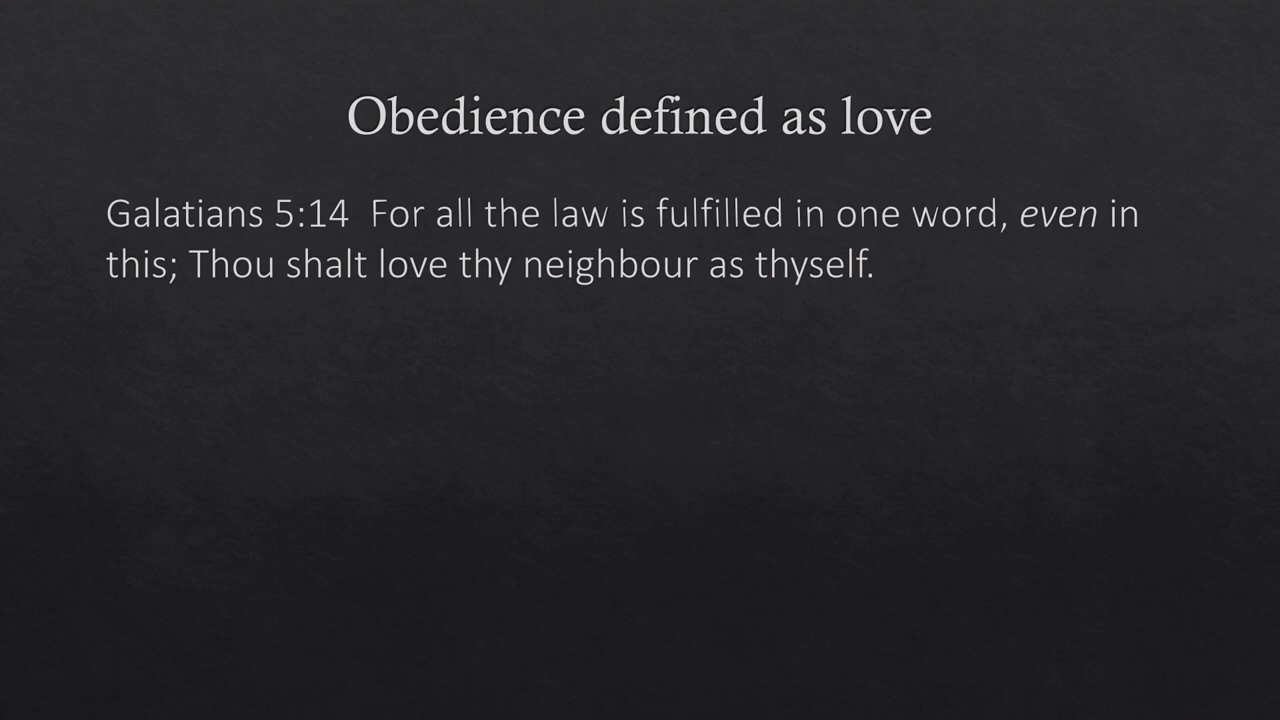 Obedience defined as love
Galatians 5:14  For all the law is fulfilled in one word, even in
this; Thou shalt love thy neighbour as thyself.